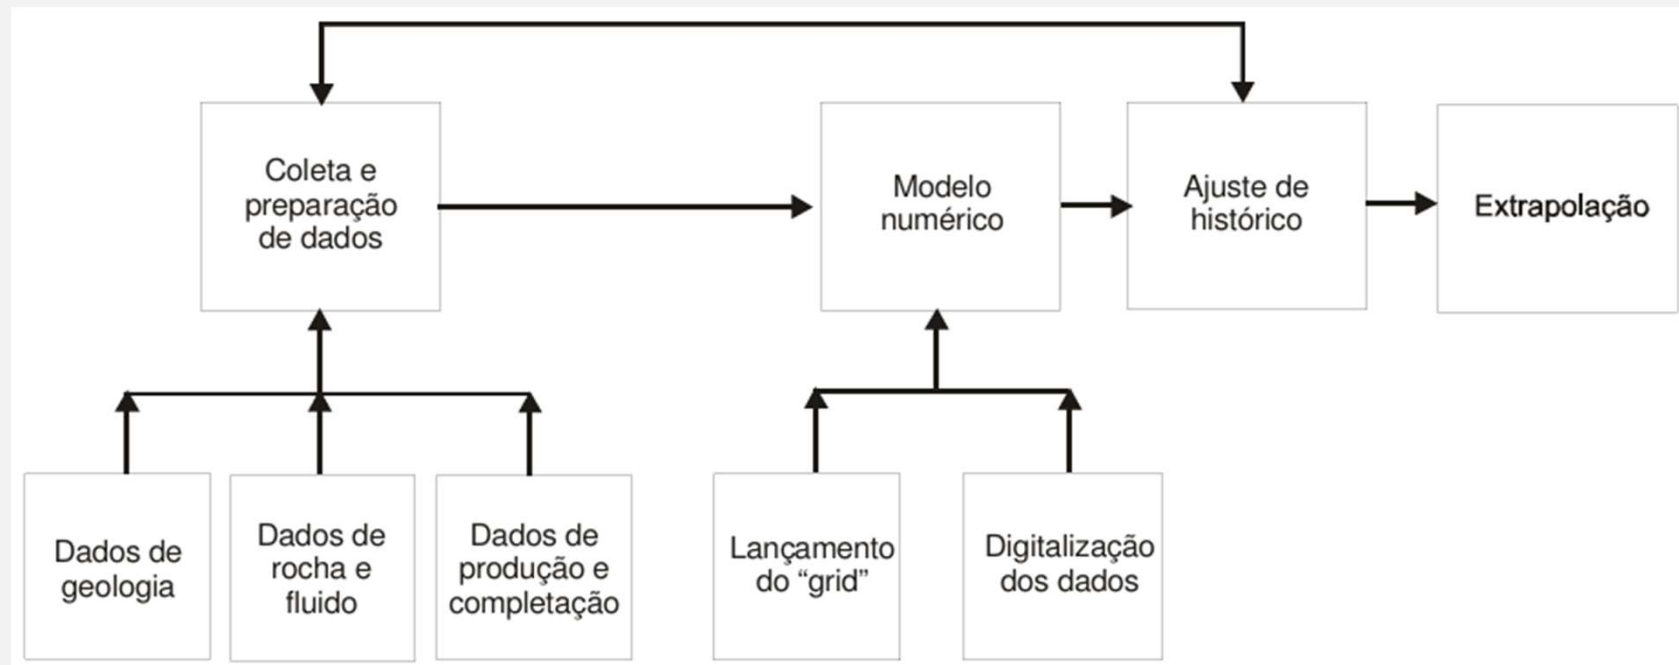 Coleta e
preparação
de dados
Modelo
numérico
Ajuste de
histórico
Extrapolação
Dados de
geologia
Dados de
rocha e
fluido
Dados de
produção e
completação
Lançamento
do “grid”
Digitalização
dos dados